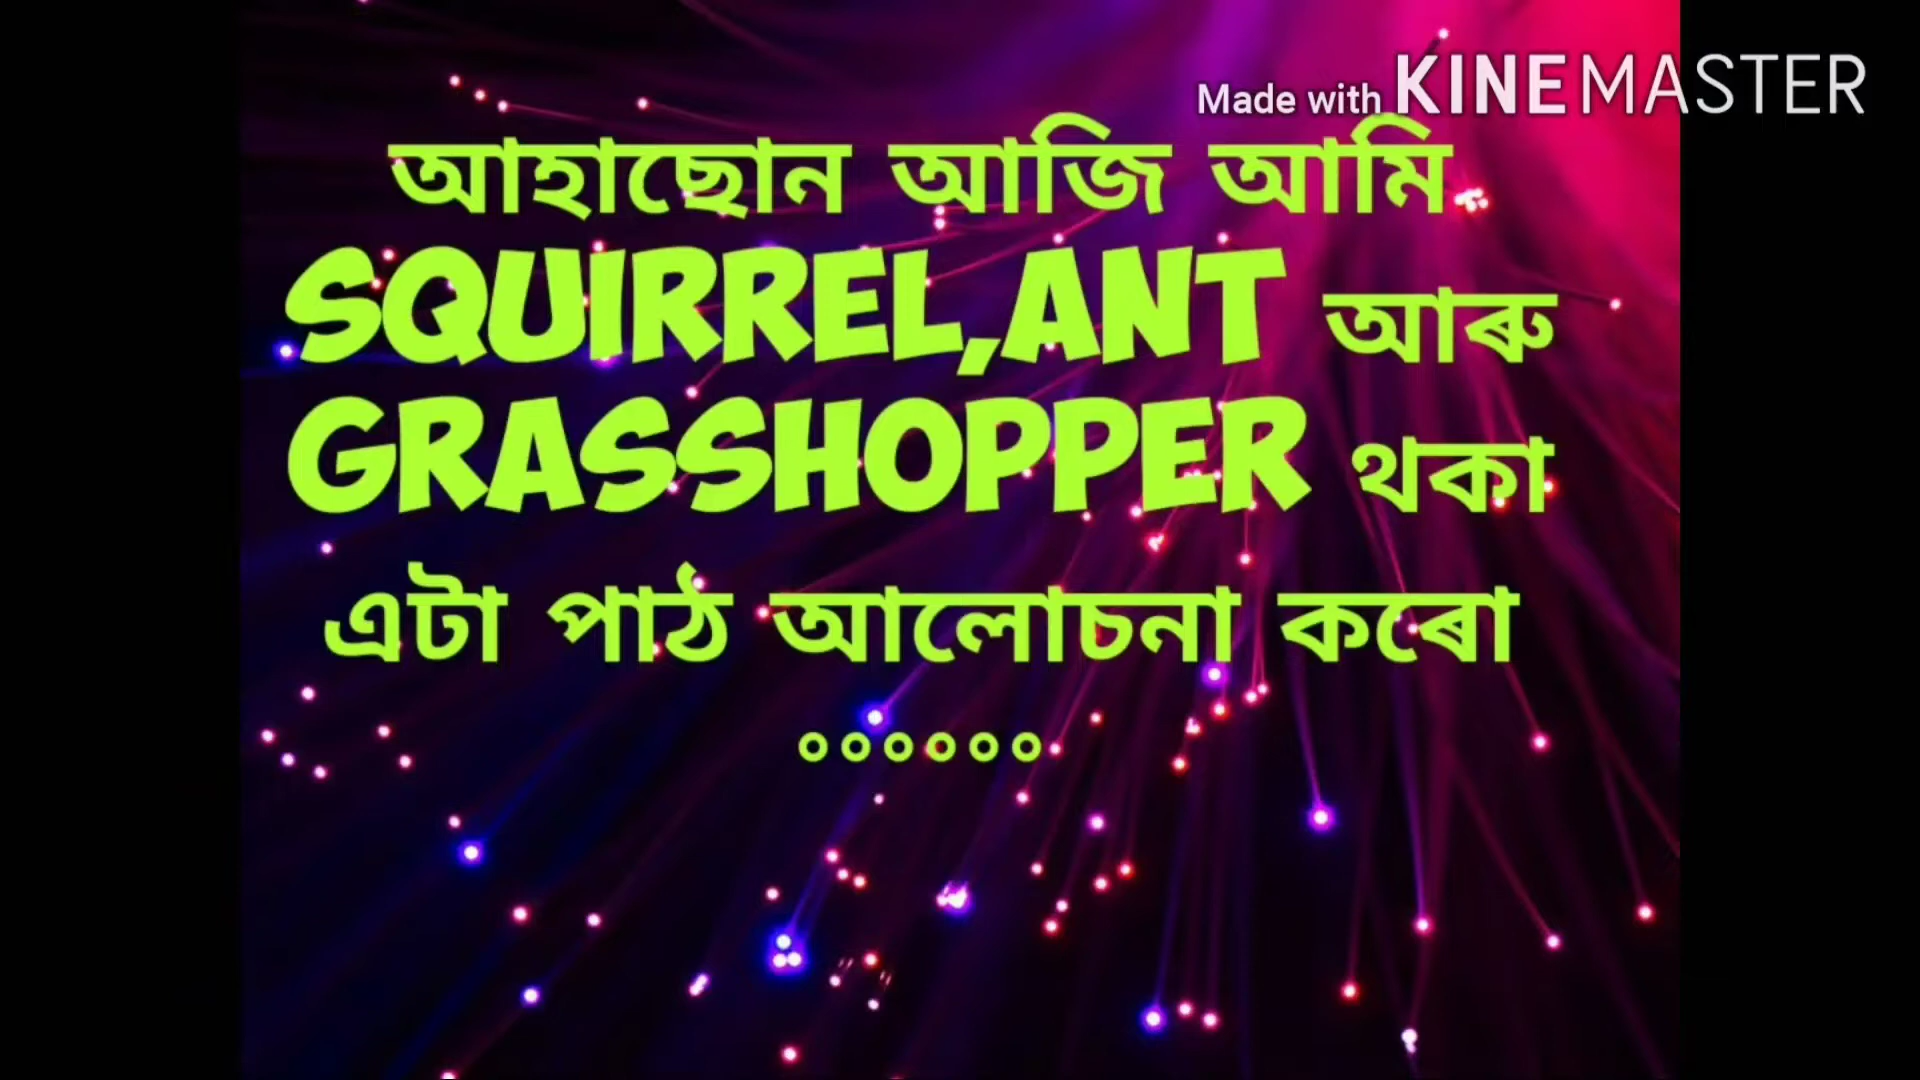 Made with KINEMASTER
আহাছোন আজি আমি
SQUIRREL,ANT আৰু
GRASSHOPPER থকা
এটা পাঠ আলোচনা কৰো
°°°°°°